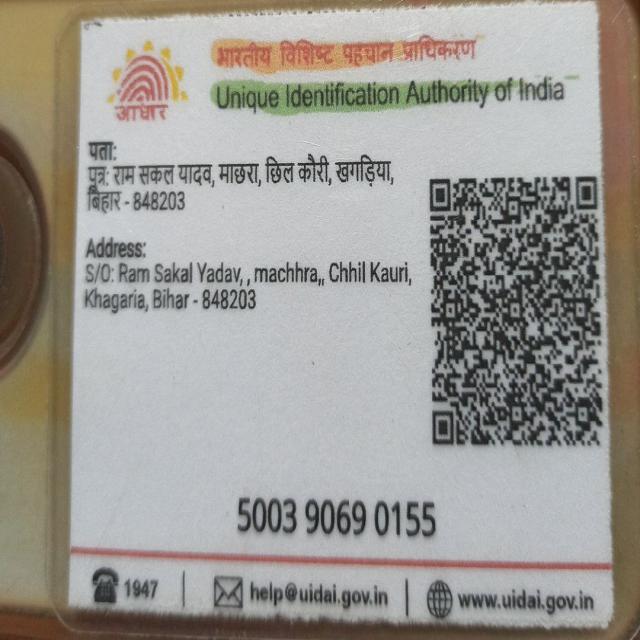 भारतीय विशिष्ट पहचान प्राधिकरण
Unique Identification Authority of India
आधार
पता:
पुत्र: राम सकल यादव, माछरा, छिल कौरी, खगड़िया,
बिहार - 848203
Address:
S/O: Ram Sakal Yadav, , machhra,, Chhil Kauri,
Khagaria, Bihar - 848203
5003 9069 0155
1947
help@uidai.gov.in
www.uidai.gov.in